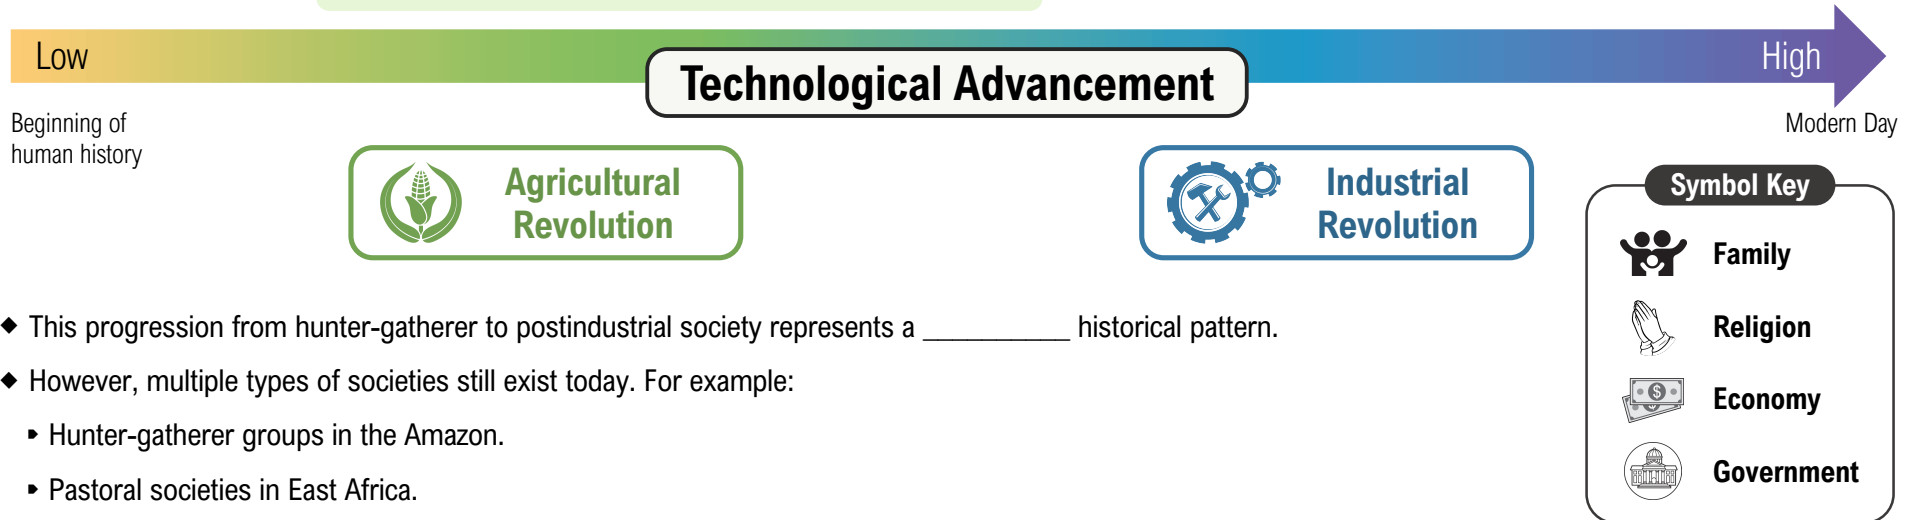 Low
High
Technological Advancement
Beginning of
human history
Modern Day
Agricultural
Revolution
Industrial
Revolution
Symbol Key
Family
Religion
Economy
Government
◆ This progression from hunter-gatherer to postindustrial society represents a __________ historical pattern.
◆ However, multiple types of societies still exist today. For example:
▸ Hunter-gatherer groups in the Amazon.
▸ Pastoral societies in East Africa.